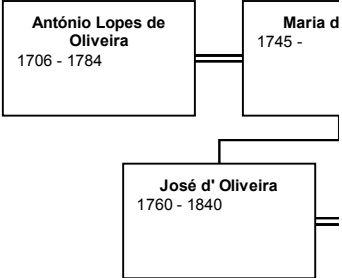 António Lopes de
Oliveira
1706 - 1784
Maria d
1745 -
José d' Oliveira
1760 - 1840